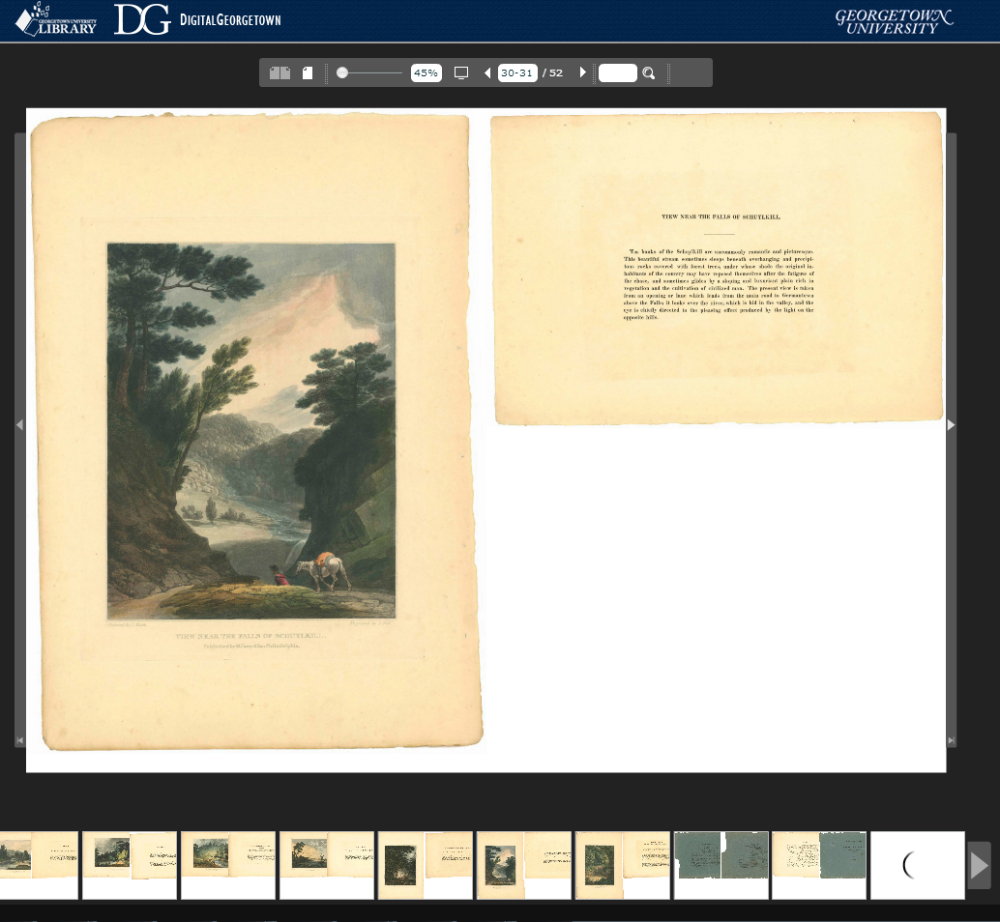 GEORGETOWN UNIVERSITY
LIBRARY
DG DIGITALGEORGETOWN
GEORGETOWN
UNIVERSITY
45%
30-31 / 52
VIEW NEAR THE FALLS OF SCHUYLKILL.
Published by M. Carey & Son Philadelphia.
VIEW NEAR THE FALLS OF SCHUYLKILL.
The banks of the Schuylkill are uncommonly romantic and picturesque.
This beautiful stream sometimes sleeps beneath overhanging and precipi-
tous rocks covered with forest trees, under whose shade the original in-
habitants of the country may have reposed themselves after the fatigues of
the chase, and sometimes glides by a sloping and luxuriant plain rich in
vegetation and the cultivation of civilized man. The present view is taken
from an opening or lane which leads from the main road to Germantown
above the Falls; it looks over the river, which is hid in the valley, and the
eye is chiefly directed to the pleasing effect produced by the light on the
opposite hills.